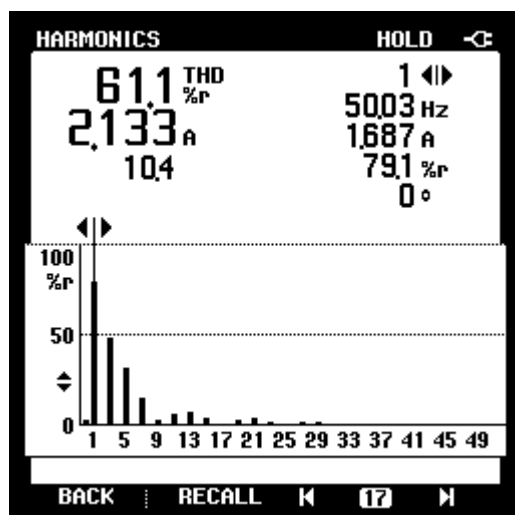 HARMONICS HOLD
61.1 THD %r
2.133 A
10.4
1
50.03 Hz
1.687 A
79.1 %r
0 °
100
%r
50
0
1 5 9 13 17 21 25 29 33 37 41 45 49
BACK RECALL 17